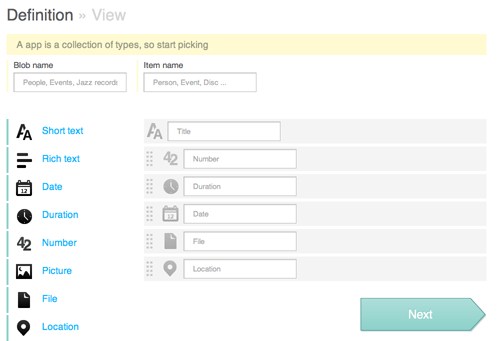 Definition » View
A app is a collection of types, so start picking
Blob name
Item name
People, Events, Jazz records
Person, Event, Disc ...
Short text
Rich text
Date
Duration
Number
Picture
File
Location
AA
Title
42
Number
Duration
12
Date
File
Location
Next